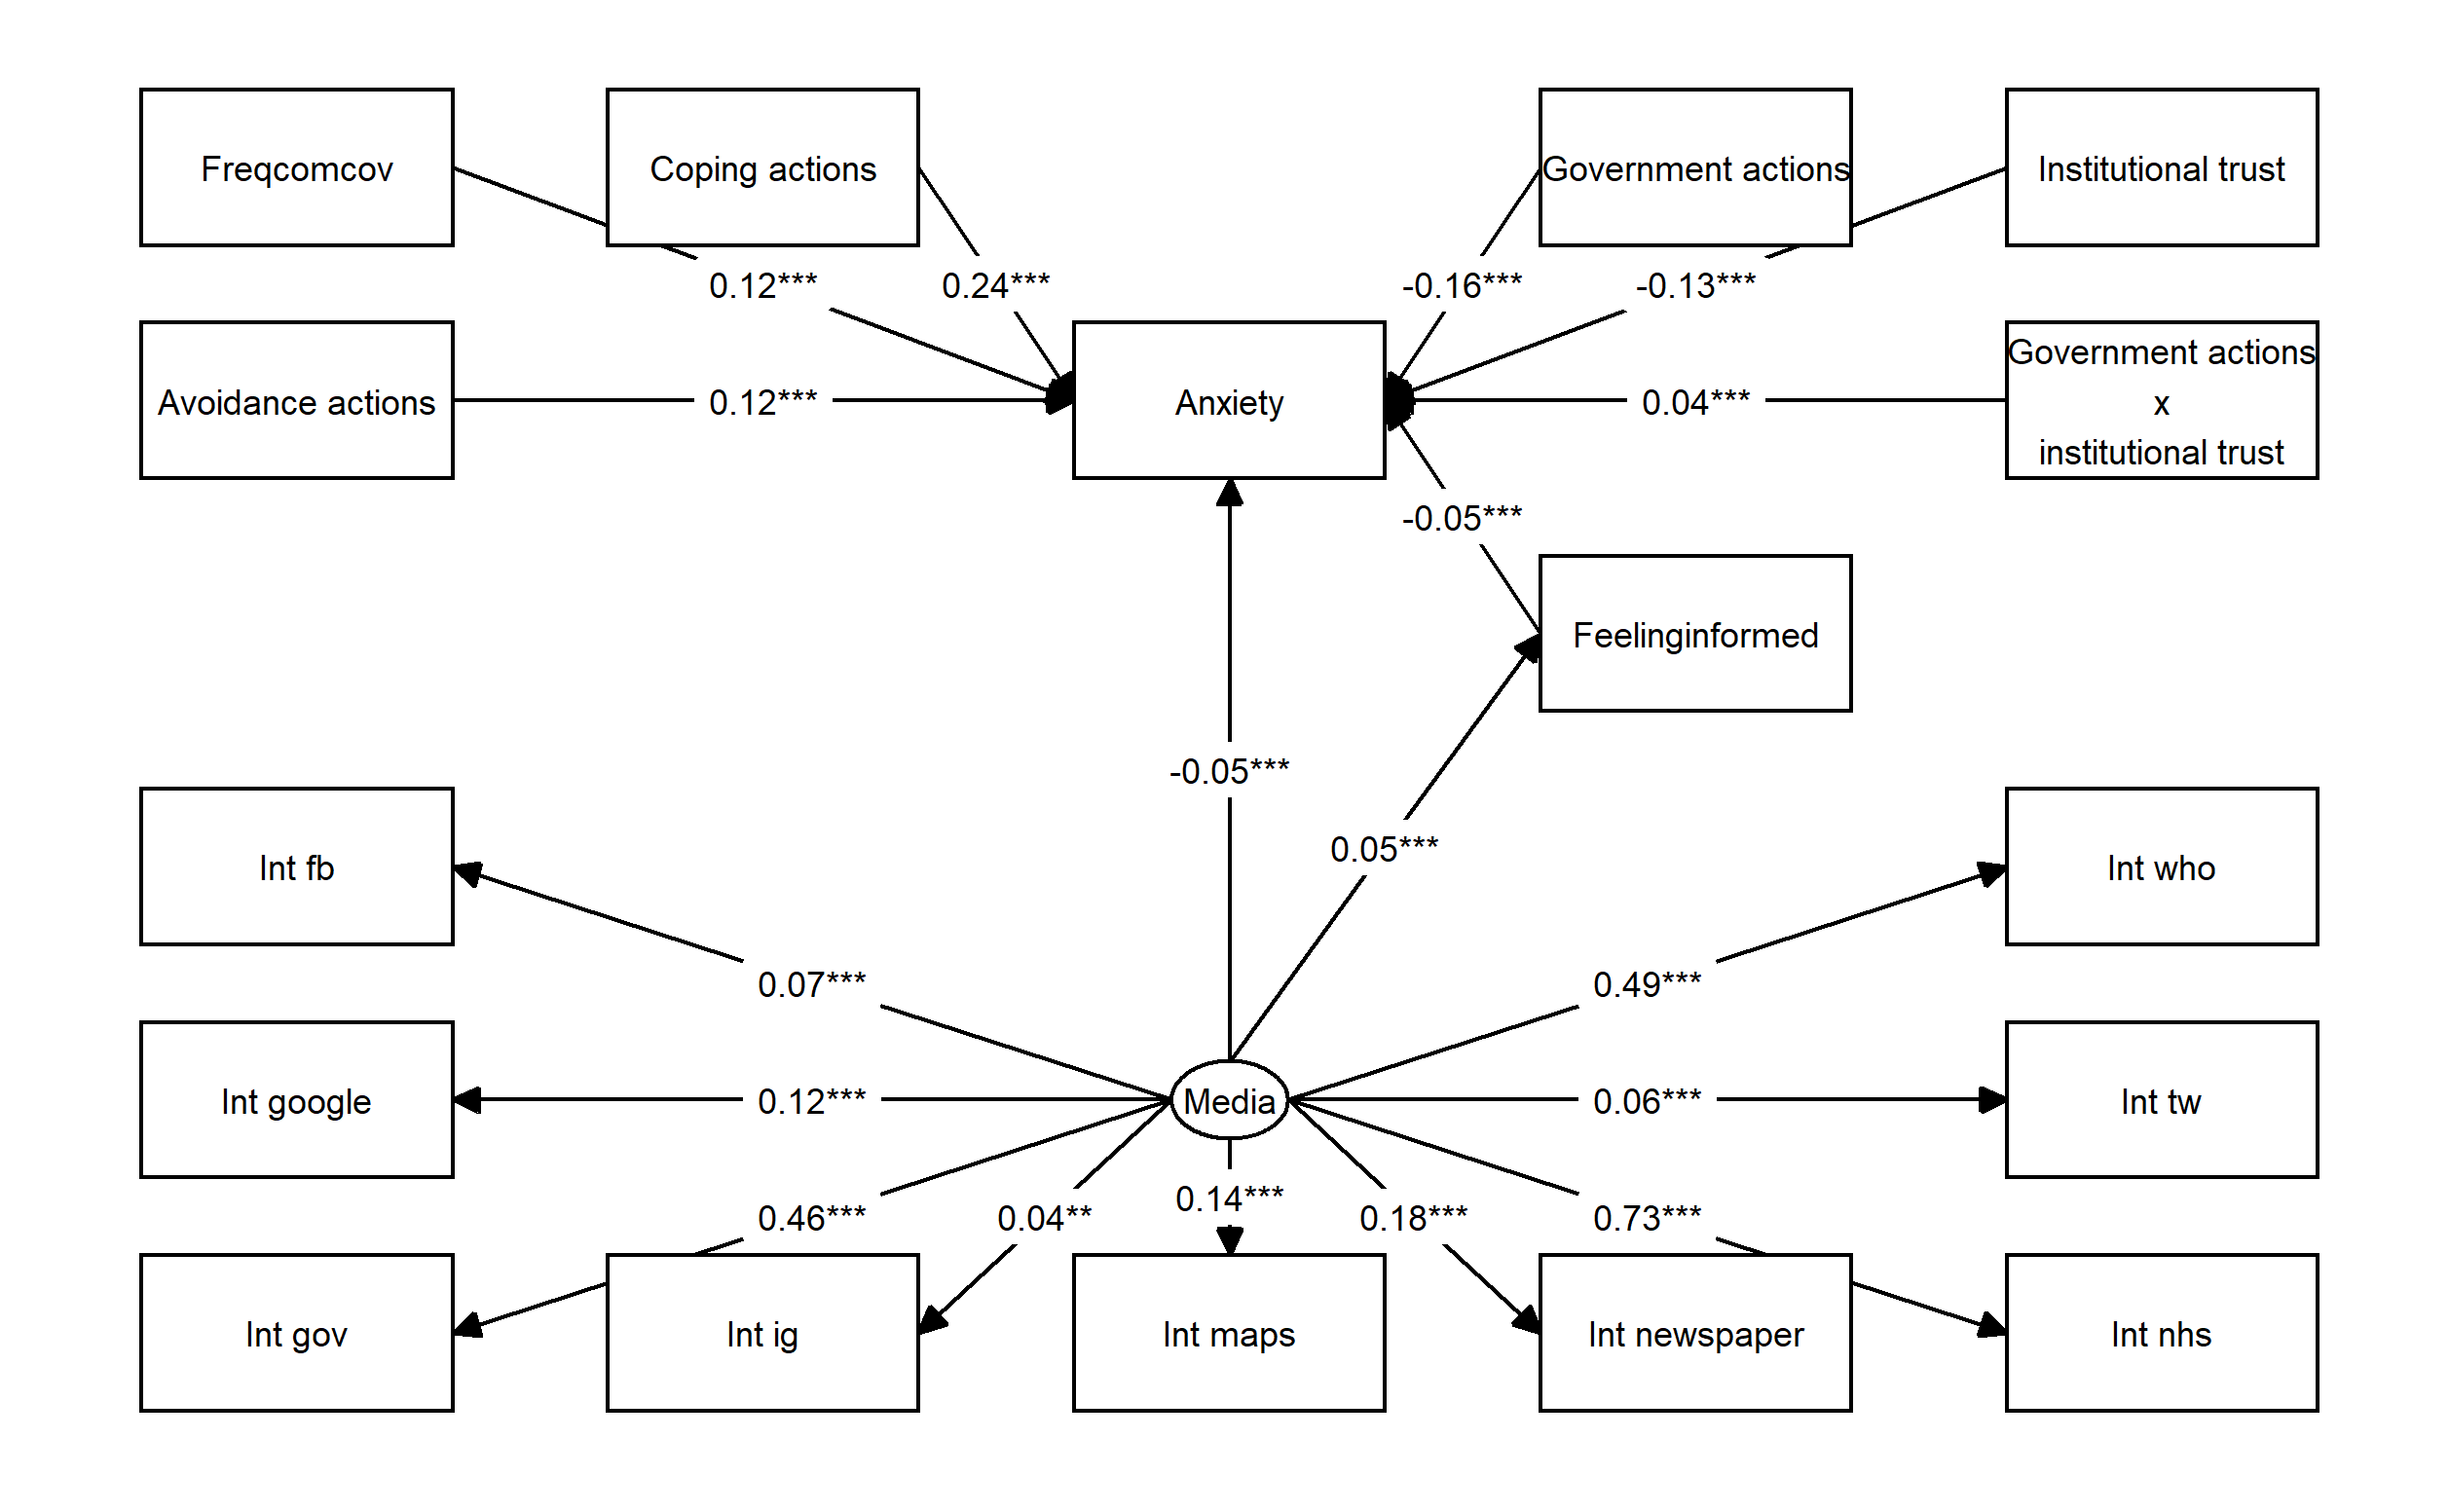 Freqcomcov
Coping actions
Government actions
Institutional trust
0.12***
0.24***
-0.16***
-0.13***
Avoidance actions
0.12***
Anxiety
0.04***
Government actions
x
institutional trust
-0.05***
Feelinginformed
-0.05***
0.05***
Int fb
Int who
0.07***
0.49***
Int google
0.12***
Media
0.06***
Int tw
0.46***
0.04**
0.14***
0.18***
0.73***
Int gov
Int ig
Int maps
Int newspaper
Int nhs